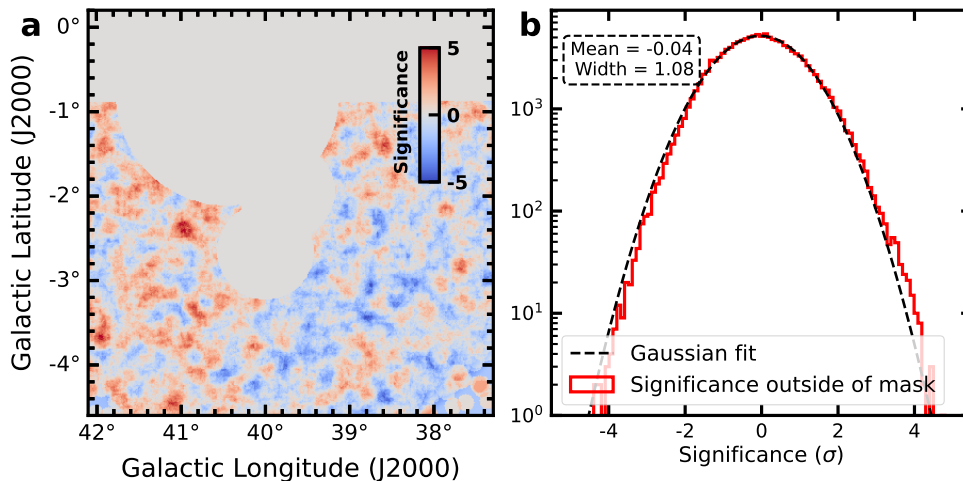 a
0°
-1°
-2°
-3°
-4°
Galactic Latitude (J2000)
42
41
40
39
38
Galactic Longitude (J2000)
Significance
5
0
-5
b
Mean = -0.04
Width = 1.08
10³
10²
10¹
10⁰
Gaussian fit
Significance outside of mask
-4
-2
0
2
4
Significance (σ)